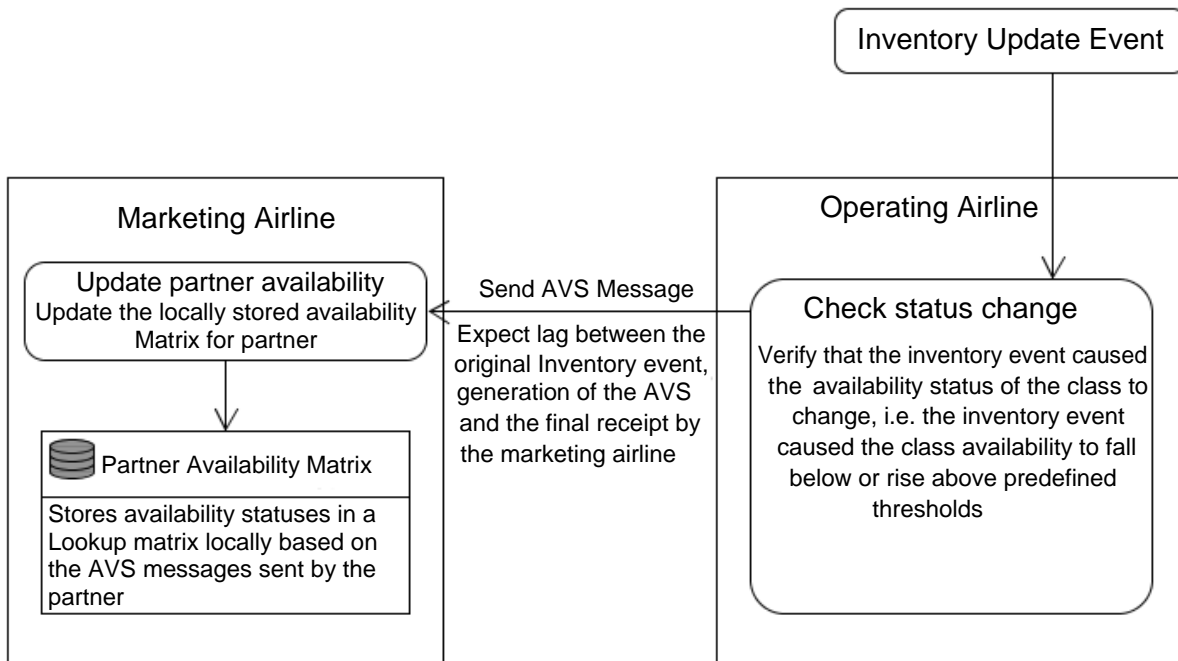 Inventory Update Event
Marketing Airline
Operating Airline
Update partner availability
Update the locally stored availability
Matrix for partner
Send AVS Message
Expect lag between the
original Inventory event,
generation of the AVS
and the final receipt by
the marketing airline
Check status change
Verify that the inventory event caused
the availability status of the class to
change, i.e. the inventory event
caused the class availability to fall
below or rise above predefined
thresholds
Partner Availability Matrix
Stores availability statuses in a
Lookup matrix locally based on
the AVS messages sent by the
partner